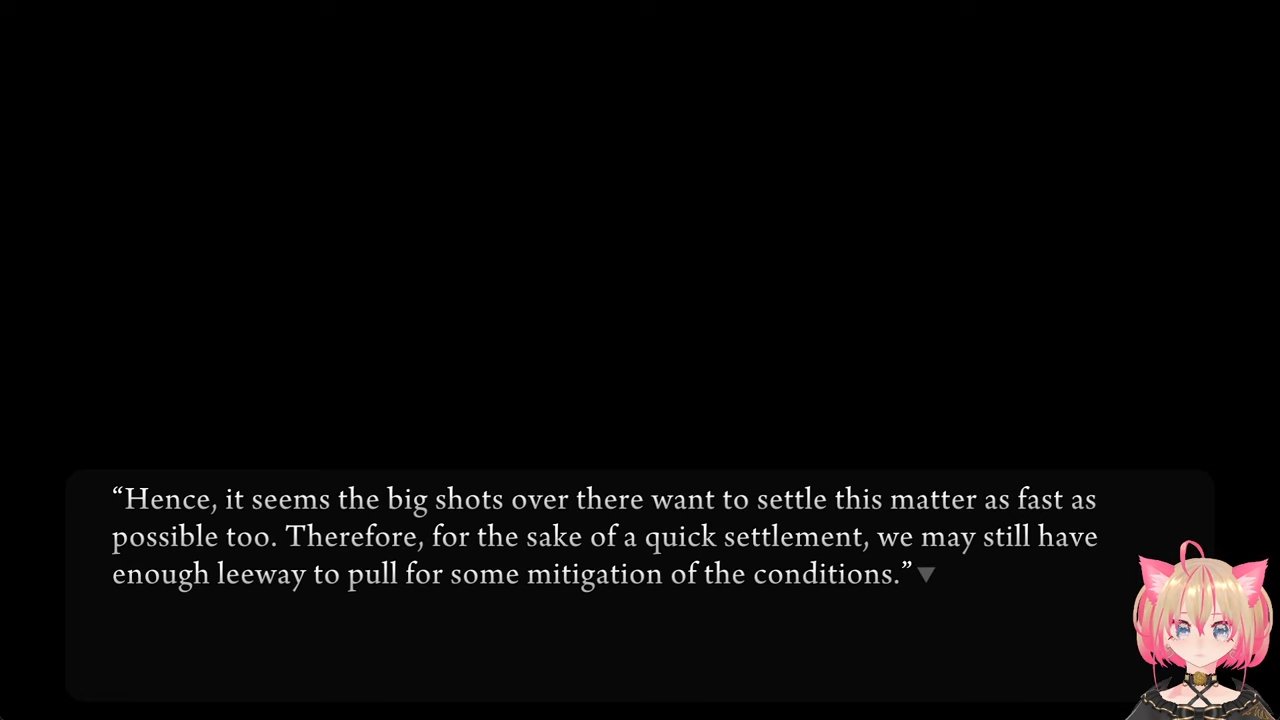 “Hence, it seems the big shots over there want to settle this matter as fast as
possible too. Therefore, for the sake of a quick settlement, we may still have
enough leeway to pull for some mitigation of the conditions.”